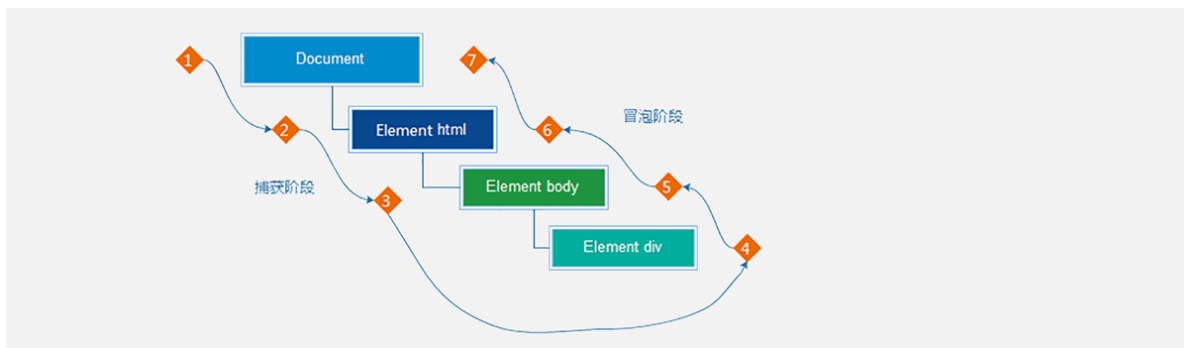 1
Document
7
2
Element html
6
冒泡阶段
捕获阶段
3
Element body
5
Element div
4